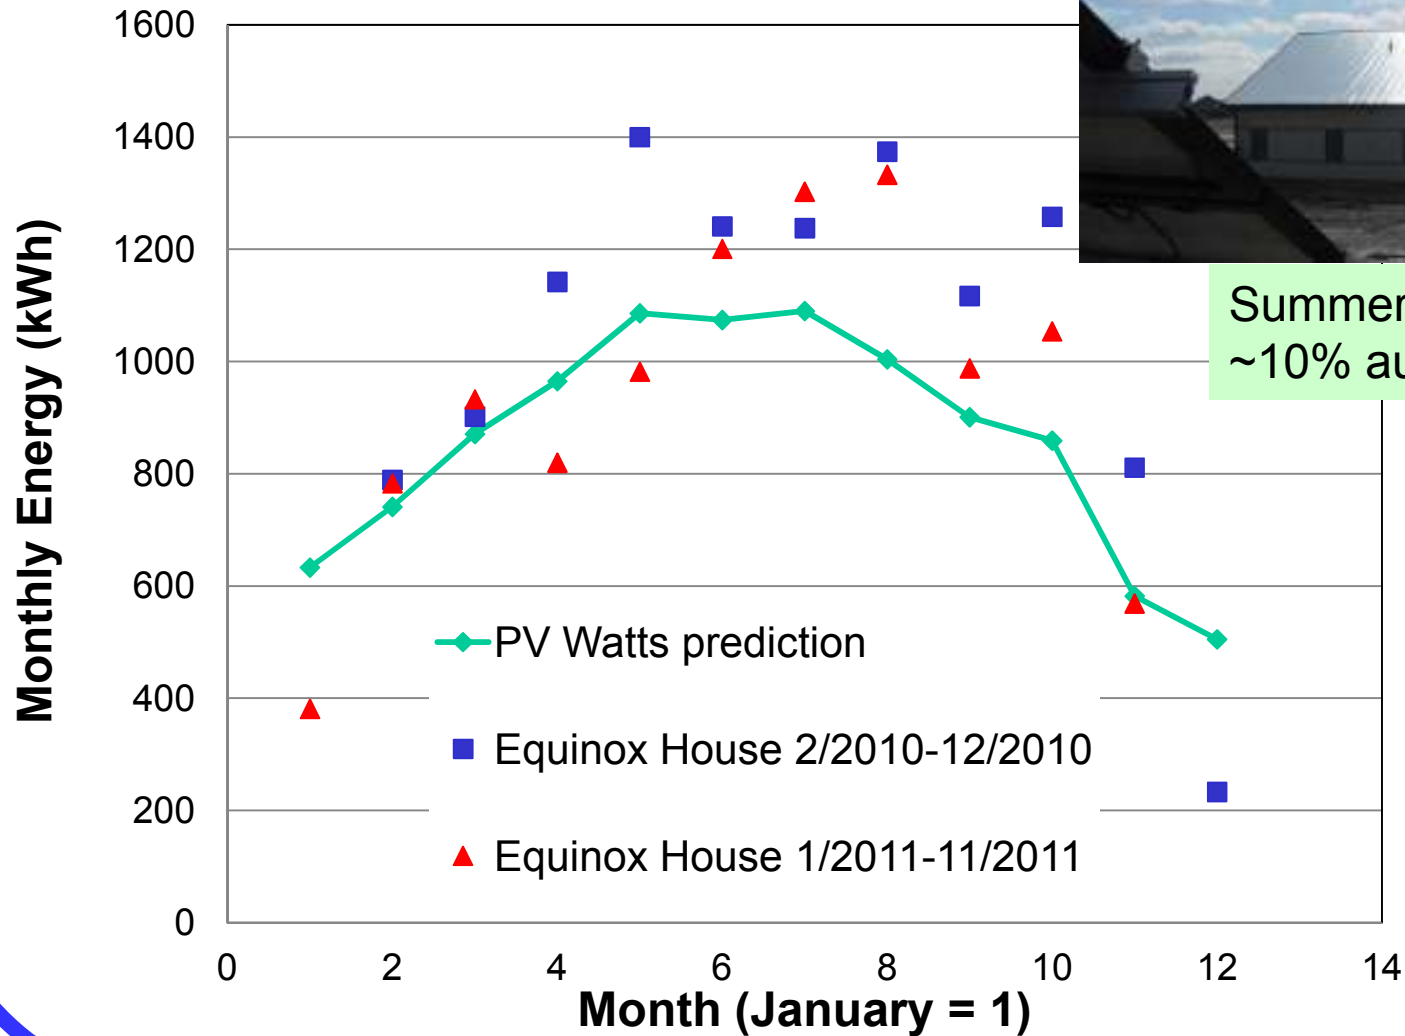 1600
1400
1200
1000
800
600
400
200
0
Monthly Energy (kWh)
Summer
~10%
PV Watts prediction
Equinox House 2/2010-12/2010
Equinox House 1/2011-11/2011
0 2 4 6 8 10 12 14
Month (January = 1)